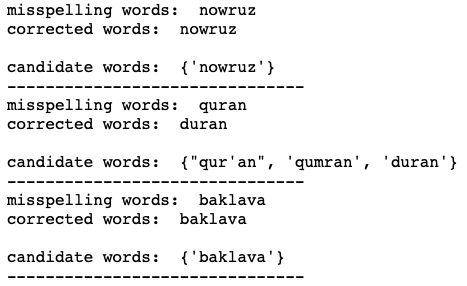 misspelling words:  nowruz
corrected words:  nowruz
candidate words:  {'nowruz'}
-------------------------------
misspelling words:  quran
corrected words:  duran
candidate words:  {"qur'an", 'qumran', 'duran'}
-------------------------------
misspelling words:  baklava
corrected words:  baklava
candidate words:  {'baklava'}
-------------------------------